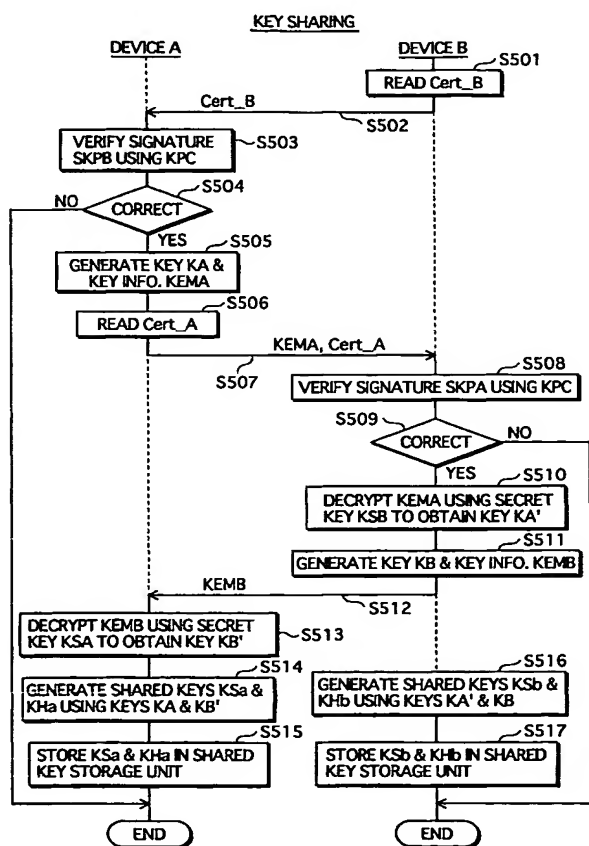 KEY SHARING
DEVICE A
DEVICE B
S501
READ Cert_B
Cert_B
S502
S503
VERIFY SIGNATURE
SKPB USING KPC
S504
NO
CORRECT
YES
S505
GENERATE KEY KA &
KEY INFO. KEMA
S506
READ Cert_A
KEMA, Cert_A
S507
S508
VERIFY SIGNATURE SKPA USING KPC
S509
CORRECT
NO
YES
S510
DECRYPT KEMA USING SECRET
KEY KSB TO OBTAIN KEY KA'
S511
GENERATE KEY KB & KEY INFO. KEMB
KEMB
S512
DECRYPT KEMB USING SECRET
KEY KSA TO OBTAIN KEY KB'
S513
S514
GENERATE SHARED KEYS KSa &
KHa USING KEYS KA & KB'
S516
GENERATE SHARED KEYS KSb &
KHb USING KEYS KA' & KB
S515
STORE KSa & KHa IN SHARED
KEY STORAGE UNIT
S517
STORE KSb & KHb IN SHARED
KEY STORAGE UNIT
END
END